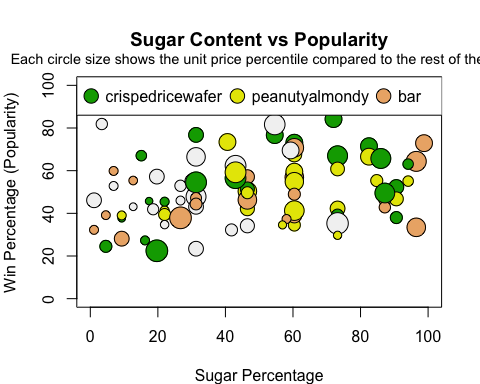 Sugar Content vs Popularity
Each circle size shows the unit price percentile compared to the rest of the
crispedricewafer peanutyalmondy bar
Win Percentage (Popularity)
100
80
60
40
20
0
0 20 40 60 80 100
Sugar Percentage